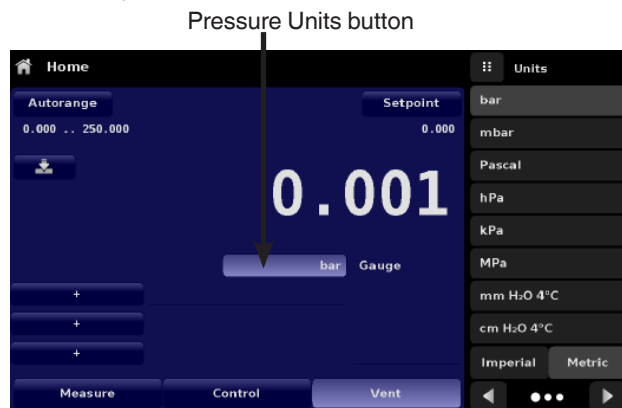 Pressure Units button
Home
Units
Autorange
Setpoint
0.000 .. 250.000
0.000
0.001
bar
Gauge
+
+
+
Measure
Control
Vent
bar
mbar
Pascal
hPa
kPa
MPa
mm H₂O 4°C
cm H₂O 4°C
Imperial
Metric